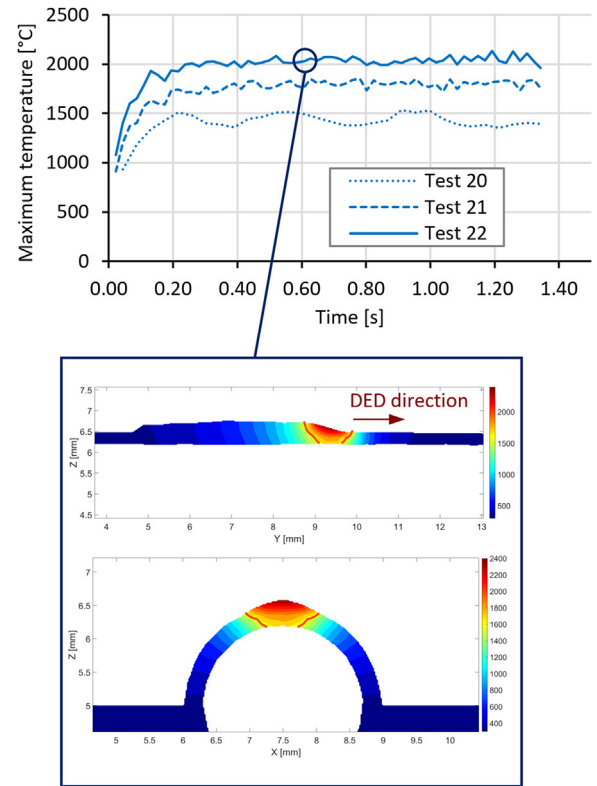 Maximum temperature [°C]
2500
2000
1500
1000
500
0
Test 20
Test 21
Test 22
0.00 0.20 0.40 0.60 0.80 1.00 1.20 1.40
Time [s]
DED direction
Z [mm]
7.5
7
6.5
6
5.5
5
4.5
4 5 6 7 8 9 10 11 12 13
Y [mm]
2000
1500
1000
500
Z [mm]
7
6
5
5 5.5 6 6.5 7 7.5 8 8.5 9 9.5 10
X [mm]
2400
2200
2000
1800
1600
1400
1200
1000
800
600
400